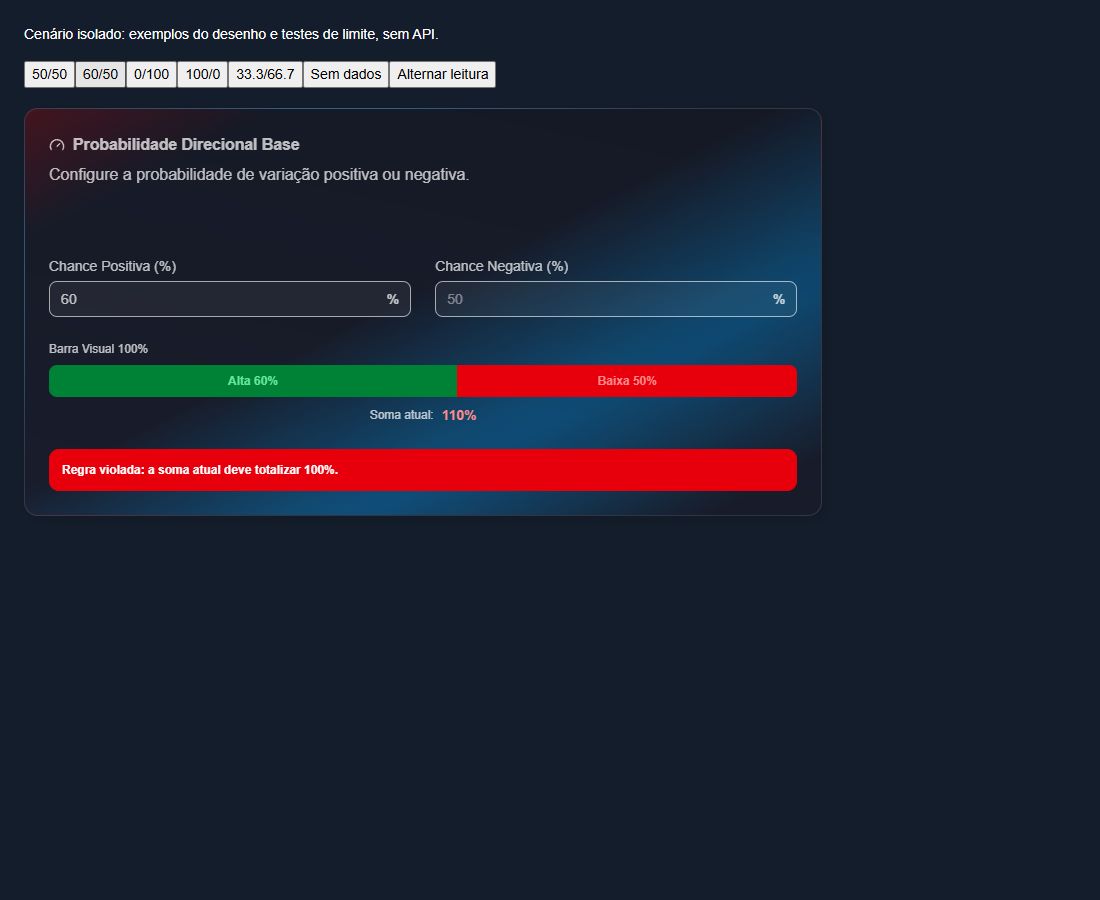 Cenário isolado: exemplos do desenho e testes de limite, sem API.
50/50 60/50 0/100 100/0 33.3/66.7 Sem dados Alternar leitura
Probabilidade Direcional Base
Configure a probabilidade de variação positiva ou negativa.
Chance Positiva (%) Chance Negativa (%)
60 % 50 %
Barra Visual 100%
Alta 60% Baixa 50%
Soma atual: 110%
Regra violada: a soma atual deve totalizar 100%.